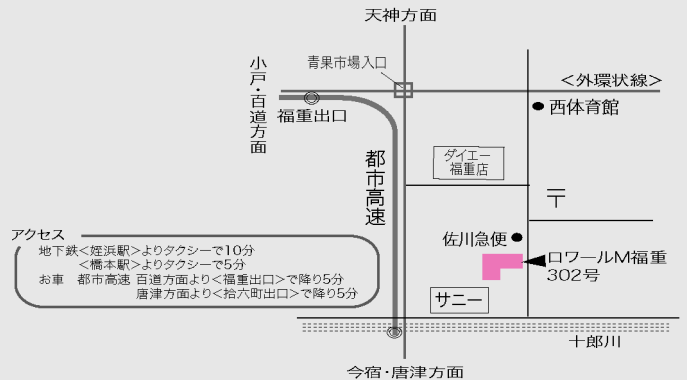 天神方面
青果市場入口
小戸・百道方面
<外環状線>
福重出口
西体育館
ダイエー
福重店
都市高速
〒
佐川急便
ロワールM福重
302号
アクセス
地下鉄<姪浜駅>よりタクシーで10分
<橋本駅>よりタクシーで5分
お車 都市高速 百道方面より<福重出口>で降り5分
唐津方面より<拾六町出口>で降り5分
サニー
十郎川
今宿・唐津方面